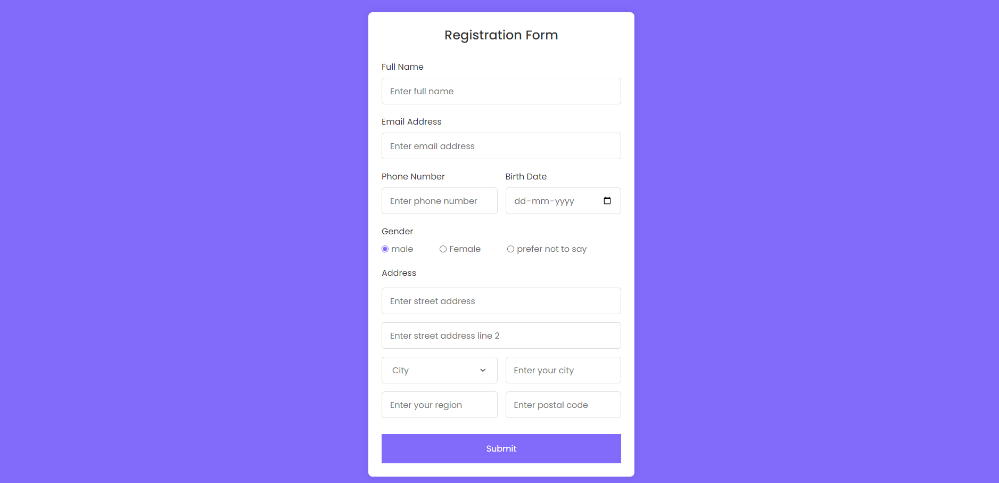 Registration Form
Full Name
Enter full name
Email Address
Enter email address
Phone Number Birth Date
Enter phone number dd-mm-yyyy
Gender
male Female prefer not to say
Address
Enter street address
Enter street address line 2
City Enter your city
Enter your region Enter postal code
Submit